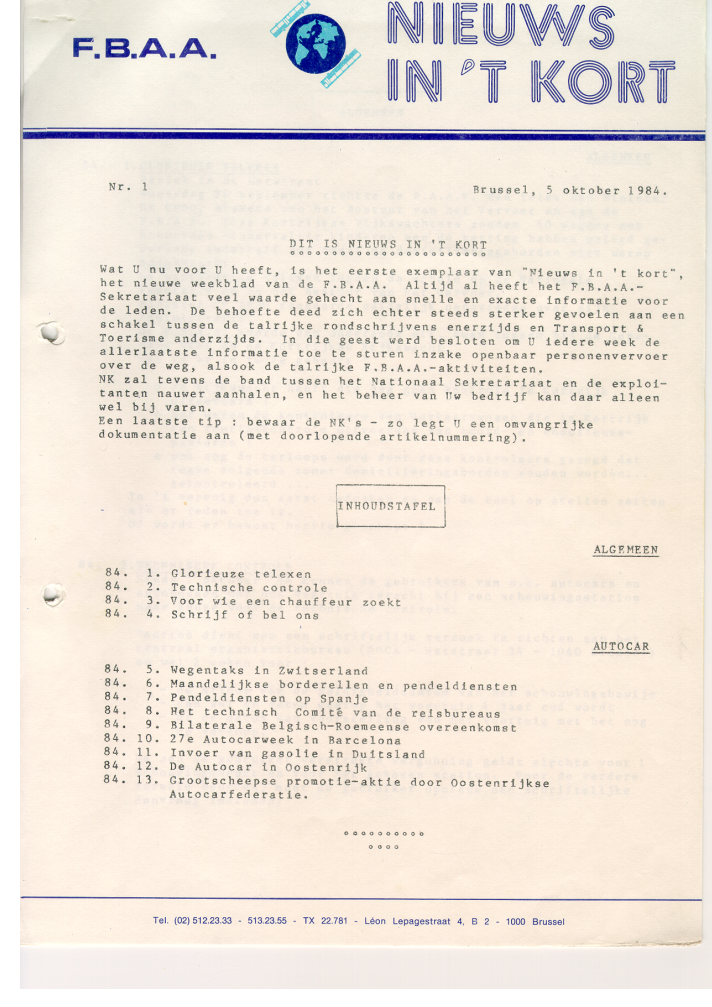 F.B.A.A.
NIEUWS
IN 'T KORT
Nr. 1
Brussel, 5 oktober 1984.
DIT IS NIEUWS IN 'T KORT
Wat U nu voor U heeft, is het eerste exemplaar van "Nieuws in 't kort",
het nieuwe weekblad van de F.B.A.A. Altijd al heeft het F.B.A.A.-
Sekretariaat veel waarde gehecht aan snelle en exacte informatie voor
de leden. De behoefte deed zich echter steeds sterker gevoelen aan een
schakel tussen de talrijke rondschrijvens enerzijds en Transport &
Toerisme anderzijds. In die geest werd besloten om U iedere week de
allerlaatste informatie toe te sturen inzake openbaar personenvervoer
over de weg, alsook de talrijke F.B.A.A.-aktiviteiten.
NK zal tevens de band tussen het Nationaal Sekretariaat en de exploi-
tanten nauwer aanhalen, en het beheer van Uw bedrijf kan daar alleen
wel bij varen.
Een laatste tip : bewaar de NK's - zo legt U een omvangrijke
dokumentatie aan (met doorlopende artikelnummering).
INHOUDSTAFEL
ALGEMEEN
84. 1. Glorieuze telexen
84. 2. Technische controle
84. 3. Voor wie een chauffeur zoekt
84. 4. Schrijf of bel ons
AUTOCAR
84. 5. Wegentaks in Zwitserland
84. 6. Maandelijkse borderellen en pendeldiensten
84. 7. Pendeldiensten op Spanje
84. 8. Het technisch Comité van de reisbureaus
84. 9. Bilaterale Belgisch-Roemeense overeenkomst
84. 10. 27e Autocarweek in Barcelona
84. 11. Invoer van gasolie in Duitsland
84. 12. De Autocar in Oostenrijk
84. 13. Grootscheepse promotie-aktie door Oostenrijkse
Autocarfederatie.
Tel. (02) 512.23.33 - 513.23.55 - TX 22.781 - Léon Lepagestraat 4, B 2 - 1000 Brussel